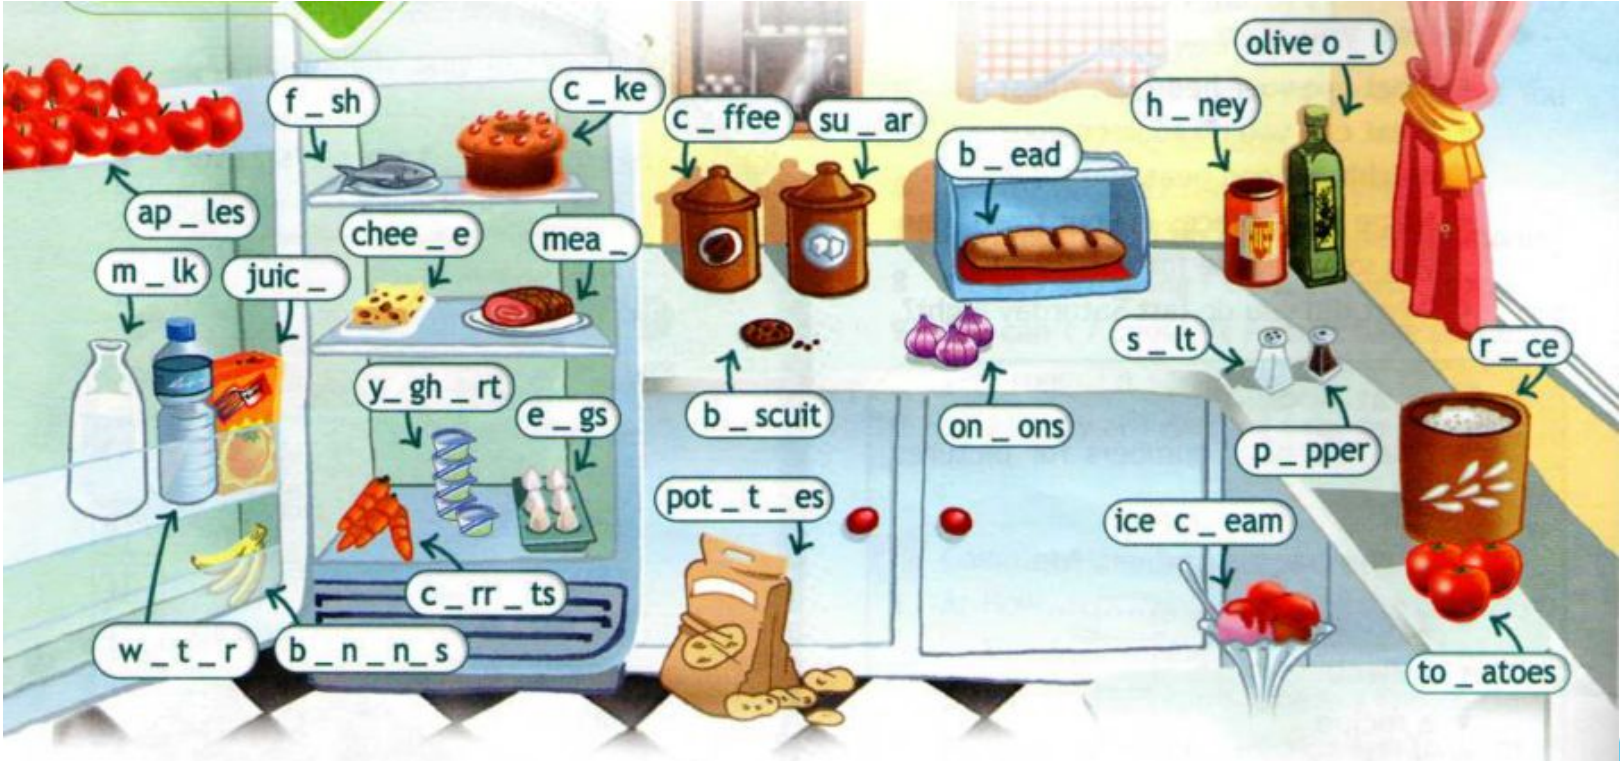 olive o _ l
f _ sh
c _ ke
c _ ffee
su _ ar
h _ ney
b _ ead
ap _ les
chee _ e
mea _
m _ lk
juic _
s _ lt
r _ ce
y_ gh _ rt
e _ gs
b _ scuit
on _ ons
p _ pper
pot _ t _ es
ice c _ eam
c _ rr _ ts
w _ t _ r
b _ n _ n _ s
to _ atoes